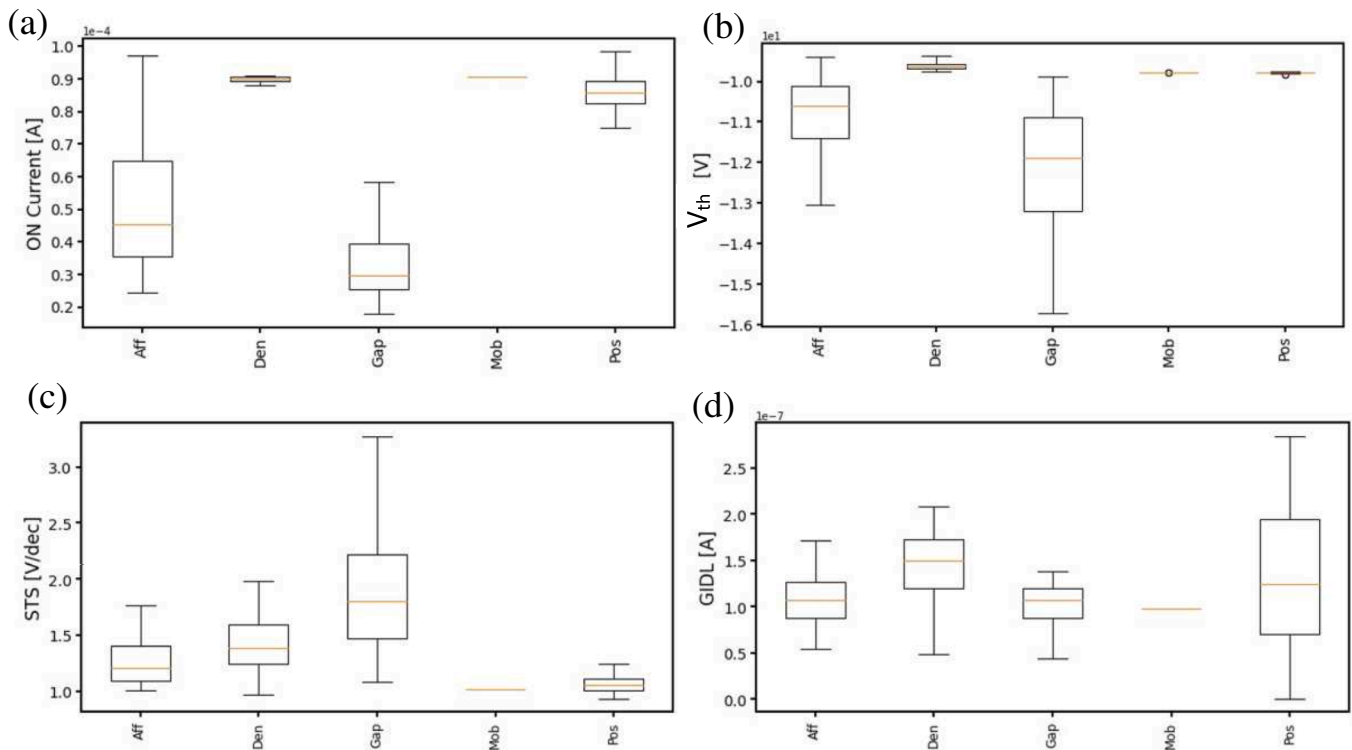 (a)
1e−4
ON Current [A]
1.0
0.9
0.8
0.7
0.6
0.5
0.4
0.3
0.2
Aff
Den
Gap
Mob
Pos
(b)
1e1
Vth [V]
−1.0
−1.1
−1.2
−1.3
−1.4
−1.5
−1.6
Aff
Den
Gap
Mob
Pos
(c)
STS [V/dec]
3.0
2.5
2.0
1.5
1.0
Aff
Den
Gap
Mob
Pos
(d)
1e−7
GIDL [A]
2.5
2.0
1.5
1.0
0.5
0.0
Aff
Den
Gap
Mob
Pos